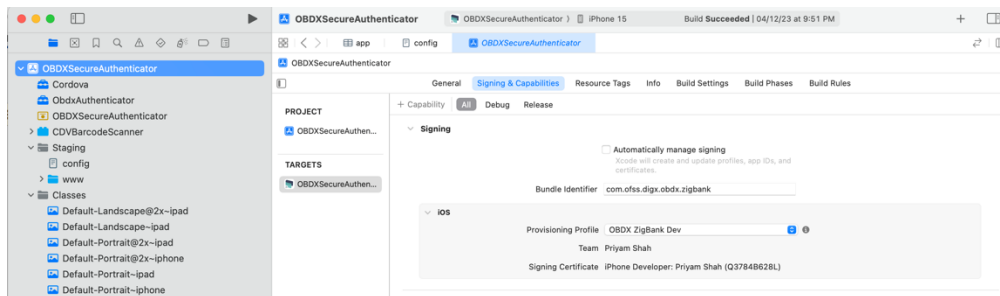 OBDXSecureAuthenticator
OBDXSecureAuthenticator ⟩ iPhone 15
Build Succeeded | 04/12/23 at 9:51 PM
app
config
OBDXSecureAuthenticator
OBDXSecureAuthenticator
Cordova
ObdxAuthenticator
OBDXSecureAuthenticator
CDVBarcodeScanner
Staging
config
www
Classes
Default-Landscape@2x~ipad
Default-Landscape~ipad
Default-Portrait@2x~ipad
Default-Portrait@2x~iphone
Default-Portrait~ipad
Default-Portrait~iphone
OBDXSecureAuthenticator
General Signing & Capabilities Resource Tags Info Build Settings Build Phases Build Rules
PROJECT
OBDXSecureAuthen...
TARGETS
OBDXSecureAuthen...
+ Capability All Debug Release
Signing
Automatically manage signing
Xcode will create and update profiles, app IDs, and
certificates.
Bundle Identifier com.ofss.digx.obdx.zigbank
iOS
Provisioning Profile OBDX ZigBank Dev
Team Priyam Shah
Signing Certificate iPhone Developer: Priyam Shah (Q3784B628L)